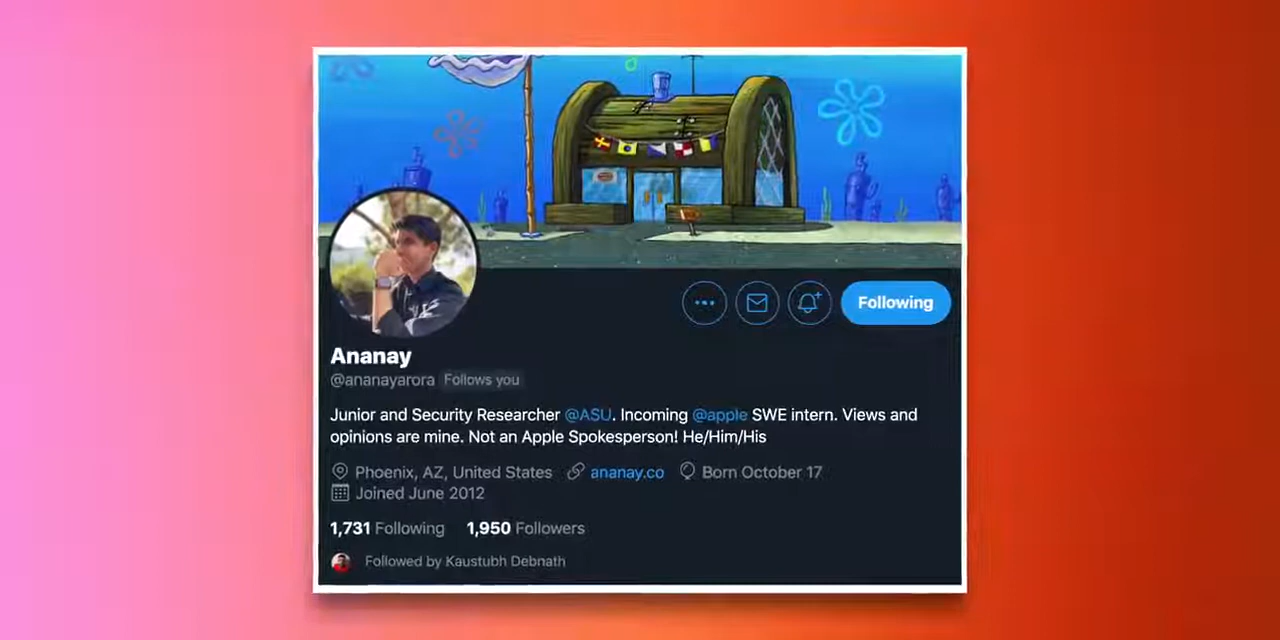 Following
Ananay
@ananayarora Follows you
Junior and Security Researcher @ASU. Incoming @apple SWE intern. Views and
opinions are mine. Not an Apple Spokesperson! He/Him/His
Phoenix, AZ, United States ananay.co Born October 17
Joined June 2012
1,731 Following 1,950 Followers
Followed by Kaustubh Debnath